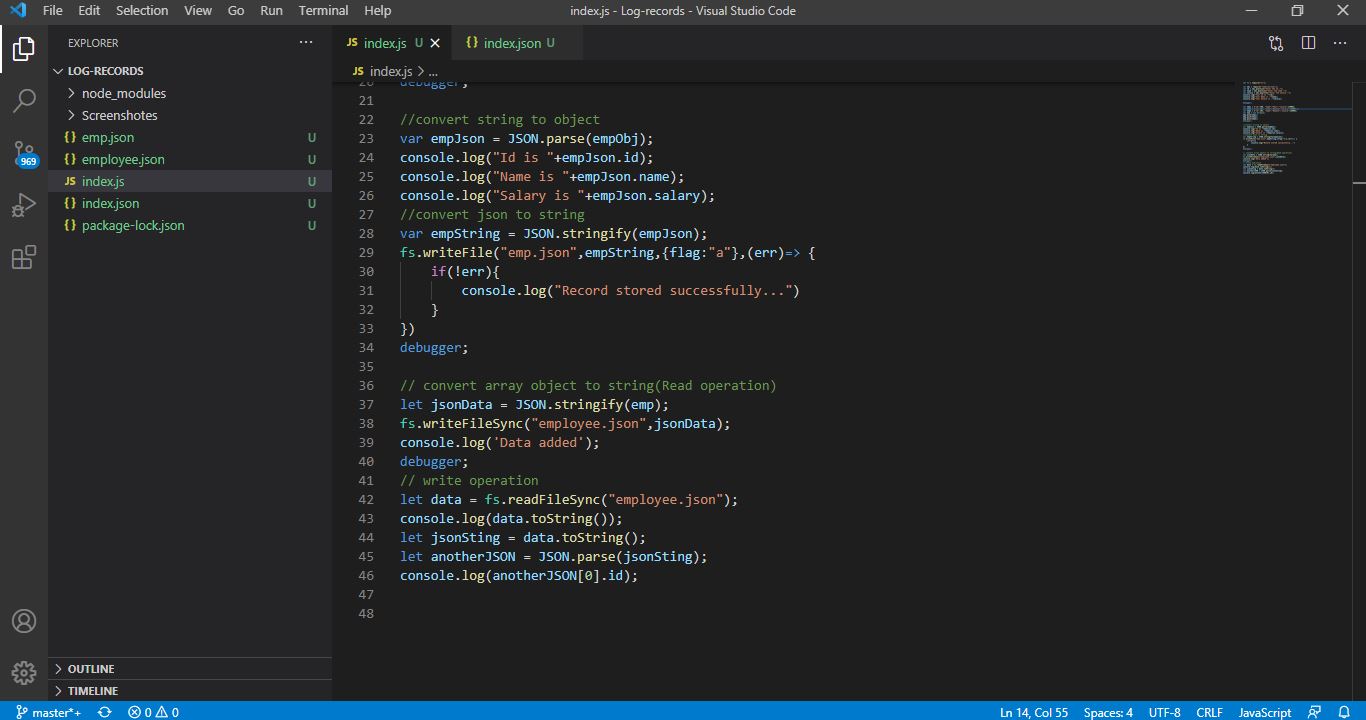 File Edit Selection View Go Run Terminal Help index.js - Log-records - Visual Studio Code
EXPLORER
LOG-RECORDS
node_modules
Screenshotes
emp.json U
employee.json U
index.js U
index.json U
package-lock.json U
OUTLINE
TIMELINE
969
JS index.js U
{} index.json U
JS index.js > ...
20 debugger;
21
22 //convert string to object
23 var empJson = JSON.parse(empObj);
24 console.log("Id is "+empJson.id);
25 console.log("Name is "+empJson.name);
26 console.log("Salary is "+empJson.salary);
27 //convert json to string
28 var empString = JSON.stringify(empJson);
29 fs.writeFile("emp.json",empString,{flag:"a"},(err)=> {
30 if(!err){
31 console.log("Record stored successfully...")
32 }
33 })
34 debugger;
35
36 // convert array object to string(Read operation)
37 let jsonData = JSON.stringify(emp);
38 fs.writeFileSync("employee.json",jsonData);
39 console.log('Data added');
40 debugger;
41 // write operation
42 let data = fs.readFileSync("employee.json");
43 console.log(data.toString());
44 let jsonSting = data.toString();
45 let anotherJSON = JSON.parse(jsonSting);
46 console.log(anotherJSON[0].id);
47
48
master*+ 0 0 Ln 14, Col 55 Spaces: 4 UTF-8 CRLF JavaScript